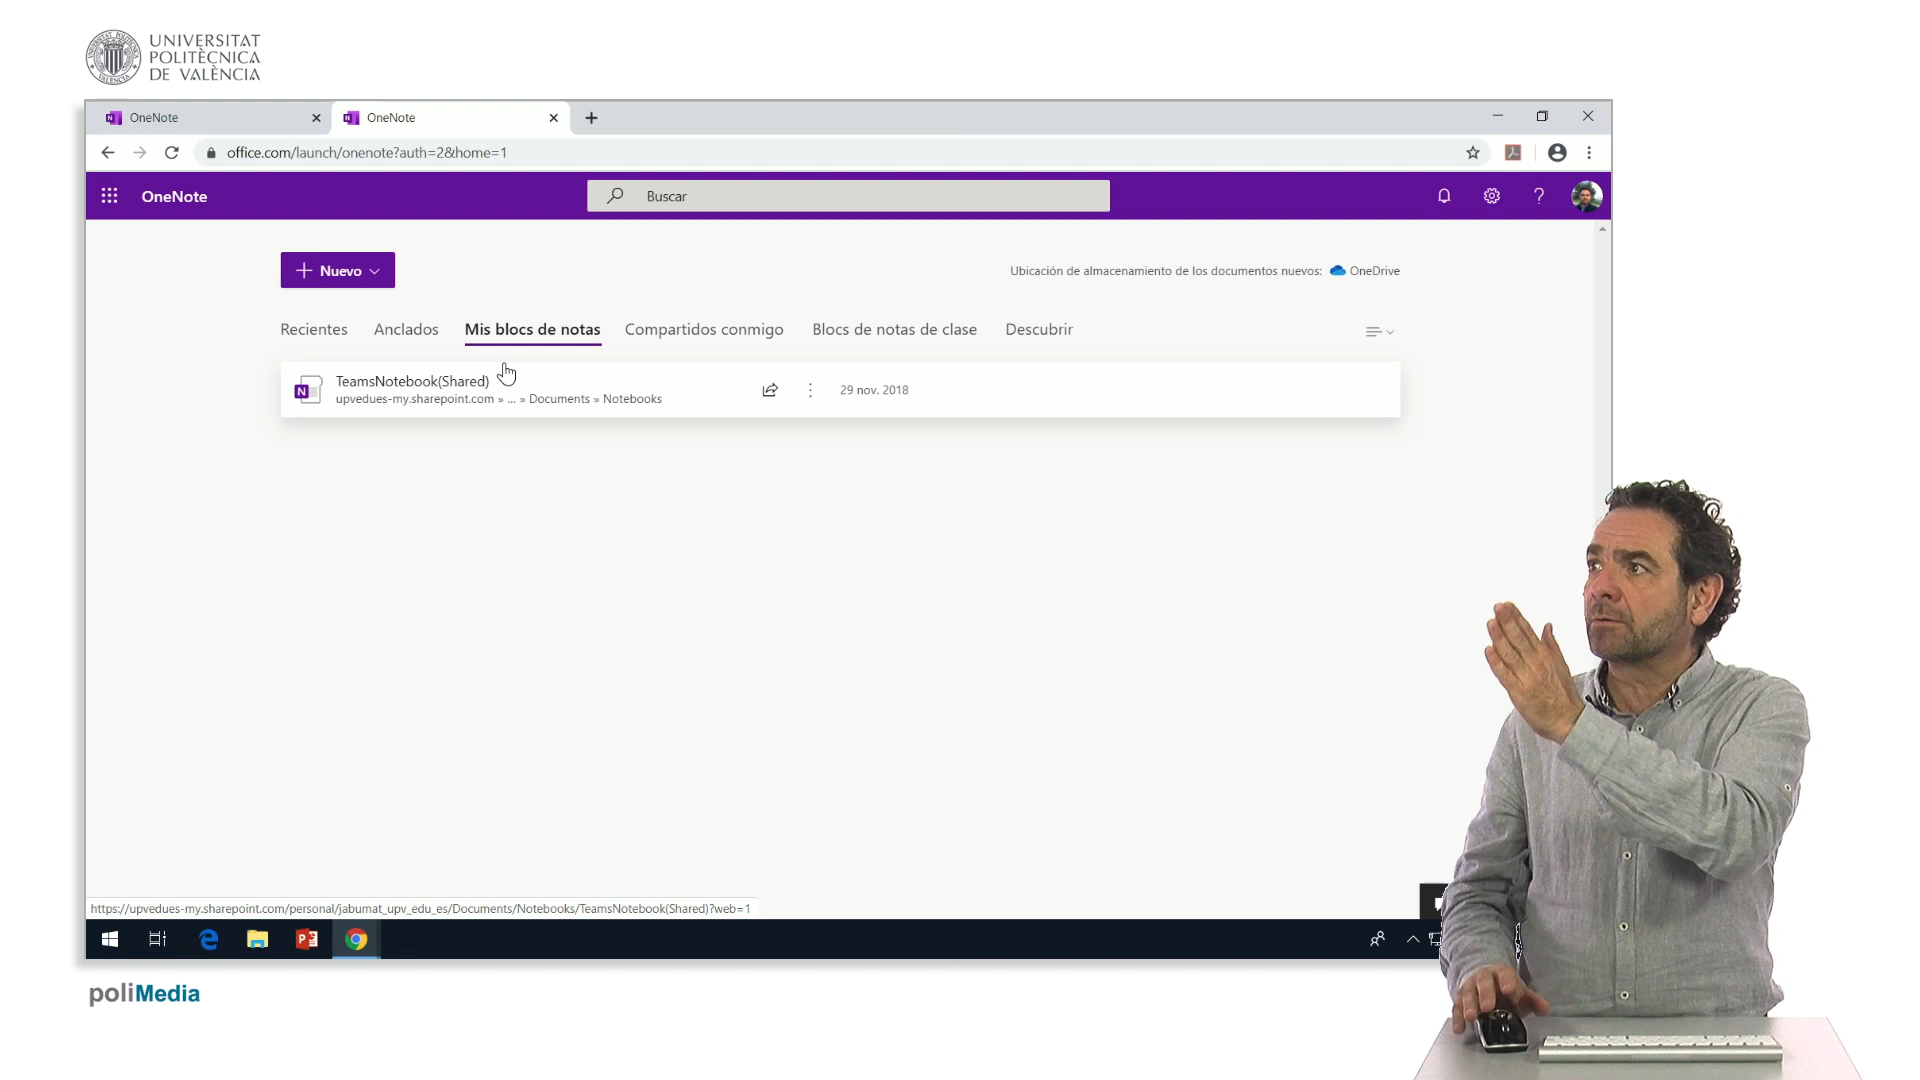 UNIVERSITAT
POLITÈCNICA
DE VALÈNCIA
OneNote
OneNote
office.com/launch/onenote?auth=2&home=1
OneNote
Buscar
Nuevo
Ubicación de almacenamiento de los documentos nuevos: OneDrive
Recientes Anclados Mis blocs de notas Compartidos conmigo Blocs de notas de clase Descubrir
TeamsNotebook(Shared)
upvedues-my.sharepoint.com » ... » Documents » Notebooks
29 nov. 2018
https://upvedues-my.sharepoint.com/personal/jabumat_upv_edu_es/Documents/Notebooks/TeamsNotebook(Shared)?web=1
poliMedia